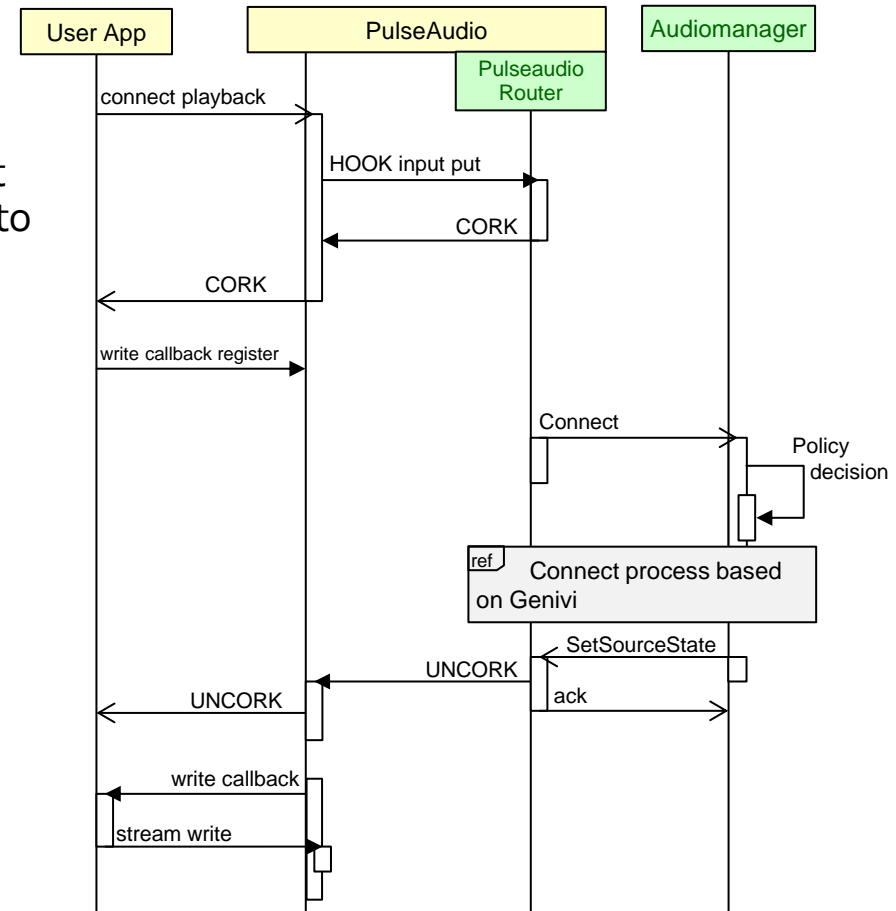 User App
PulseAudio
Audiomanager
Pulseaudio
Router
connect playback
to
HOOK input put
CORK
CORK
write callback register
Connect
Policy
decision
ref
Connect process based
on Genivi
SetSourceState
UNCORK
UNCORK
ack
write callback
stream write